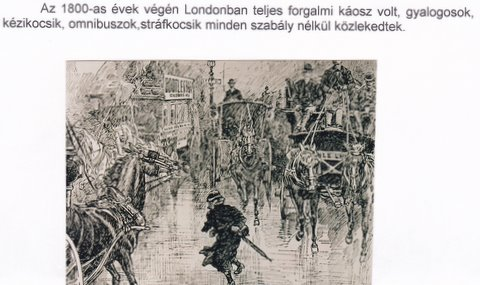 Az 1800-as évek végén Londonban teljes forgalmi káosz volt, gyalogosok,
kézikocsik, omnibuszok,stráfkocsik minden szabály nélkül közlekedtek.